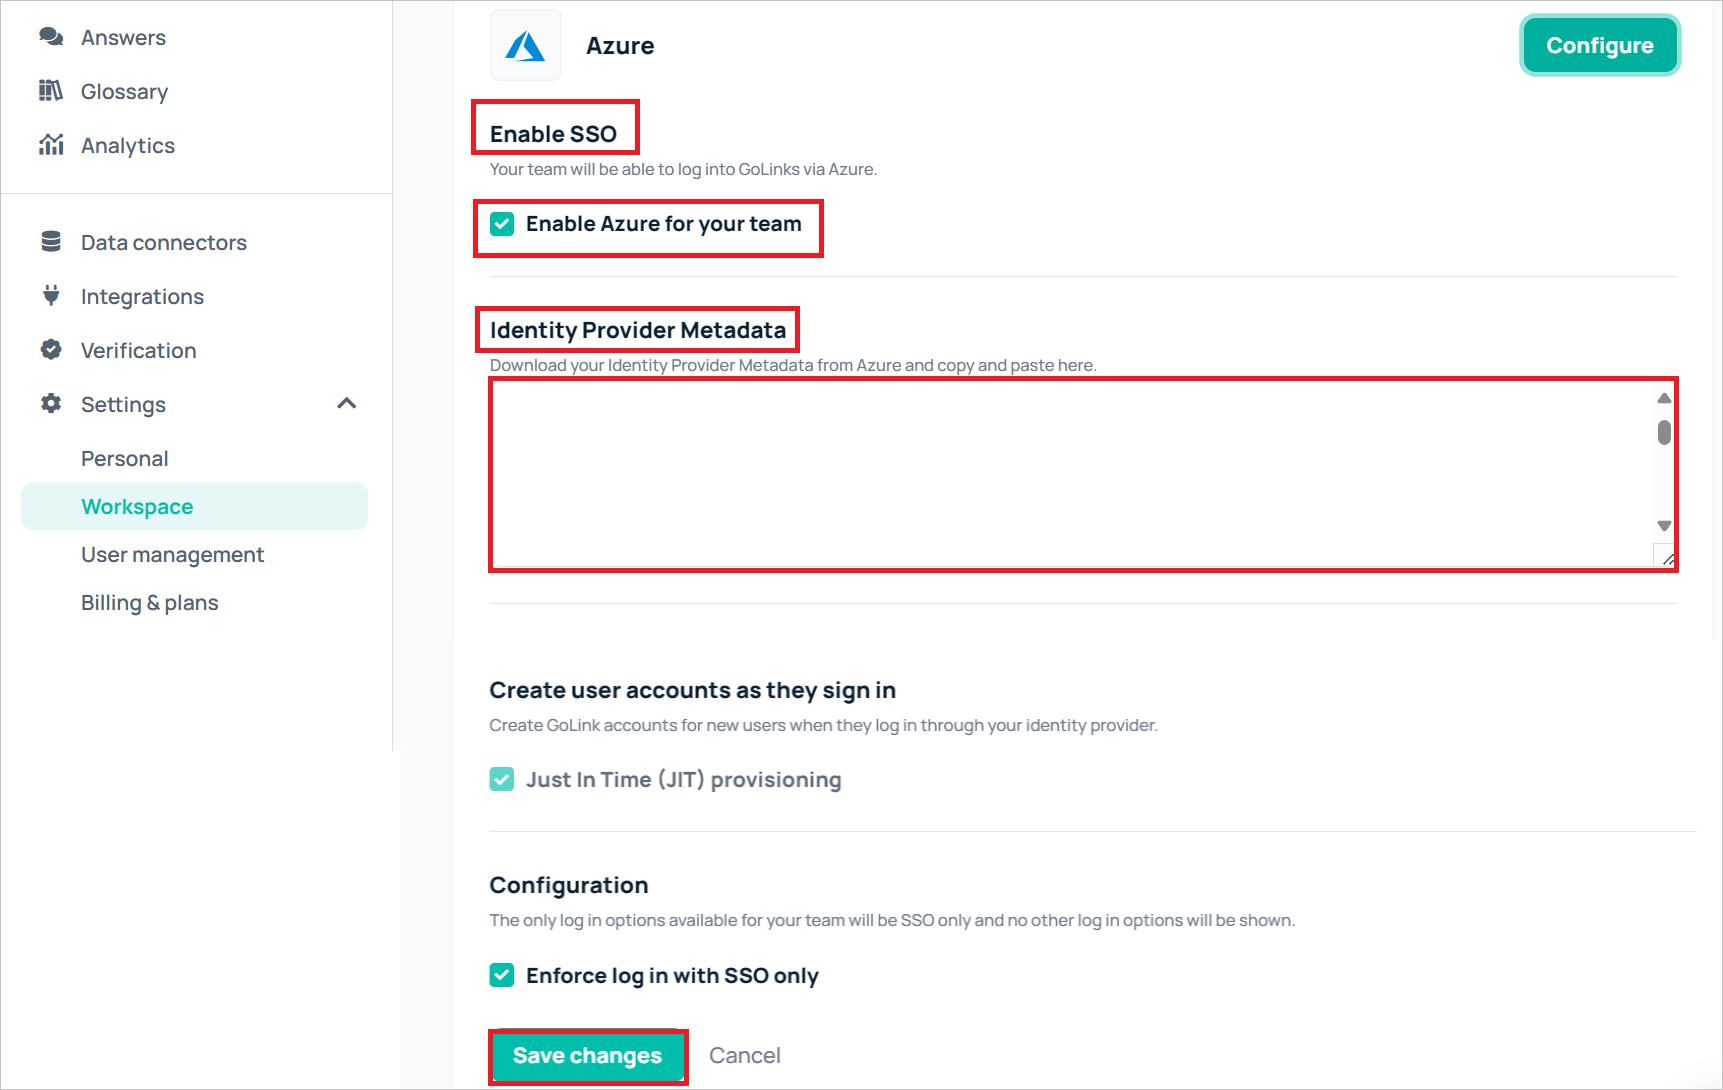 Answers
Glossary
Analytics
Data connectors
Integrations
Verification
Settings
Personal
Workspace
User management
Billing & plans
Azure
Configure
Enable SSO
Your team will be able to log into GoLinks via Azure.
Enable Azure for your team
Identity Provider Metadata
Download your Identity Provider Metadata from Azure and copy and paste here.
Create user accounts as they sign in
Create GoLink accounts for new users when they log in through your identity provider.
Just In Time (JIT) provisioning
Configuration
The only log in options available for your team will be SSO only and no other log in options will be shown.
Enforce log in with SSO only
Save changes
Cancel